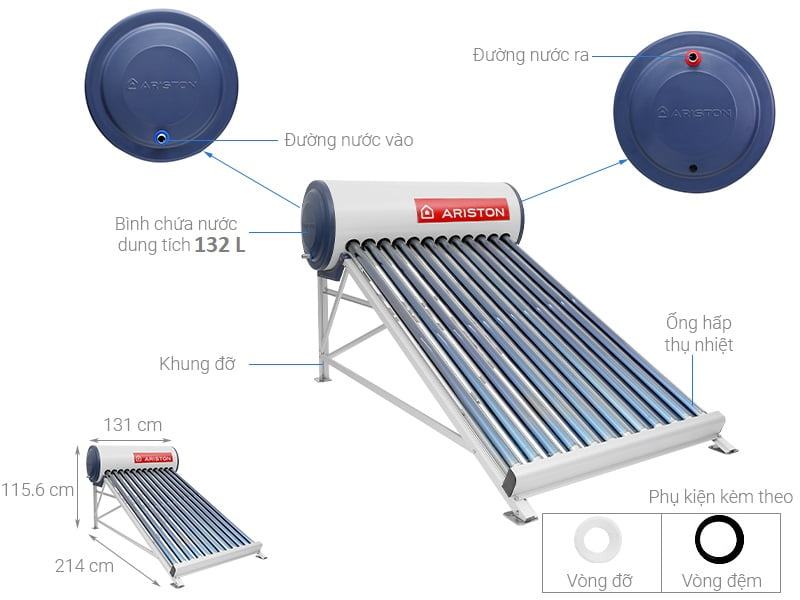 ARISTON
Đường nước ra
ARISTON
Đường nước vào
Bình chứa nước
dung tích 132 L
ARISTON
Ống hấp
thụ nhiệt
Khung đỡ
131 cm
ARISTON
115.6 cm
214 cm
Phụ kiện kèm theo
Vòng đỡ
Vòng đệm